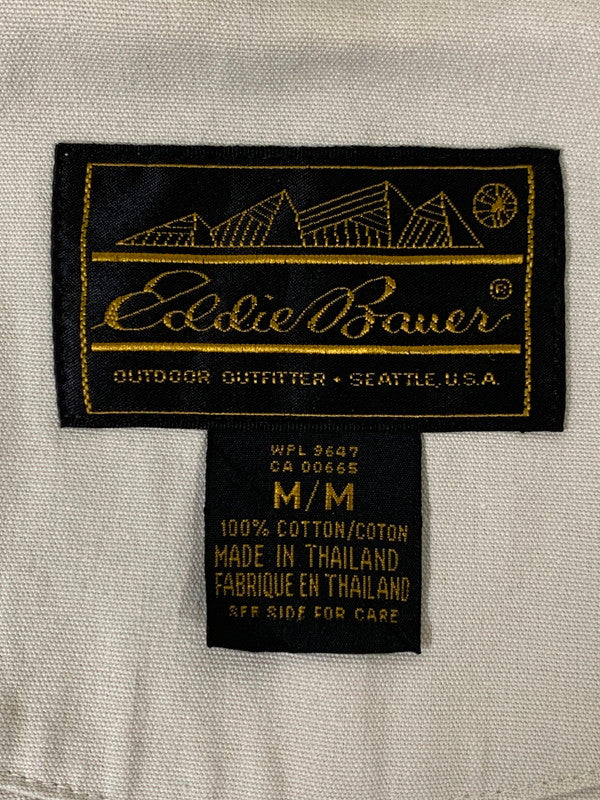 Eddie Bauer®
OUTDOOR OUTFITTER • SEATTLE, U.S.A.
WPL 9647
CA 00665
M/M
100% COTTON/COTON
MADE IN THAILAND
FABRIQUE EN THAILAND
SEE SIDE FOR CARE